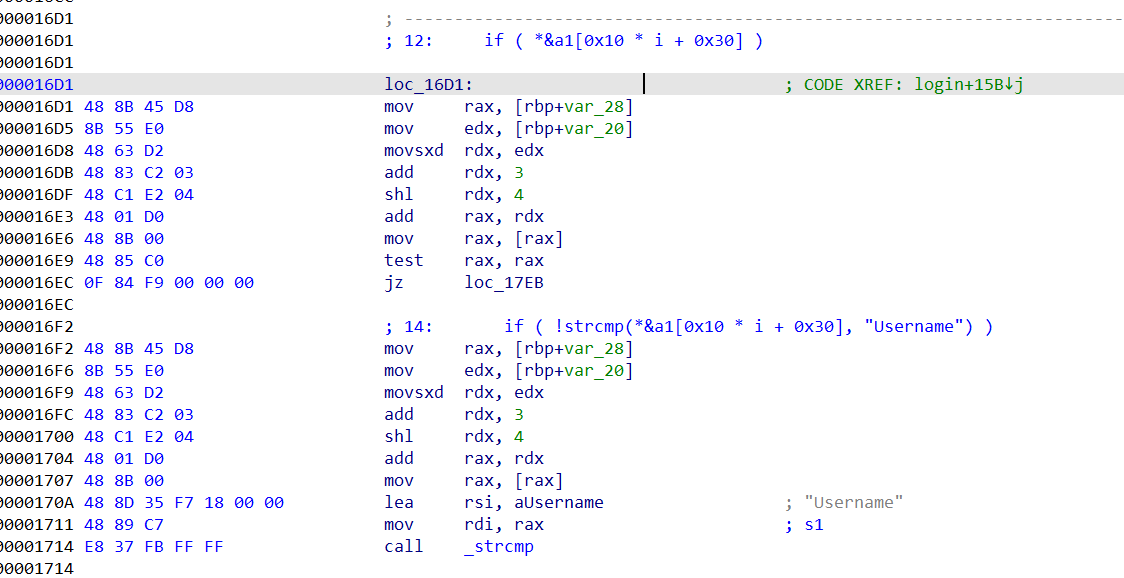 000016D1 ; ------------------------------------------------------------------------
000016D1 ; 12: if ( *&a1[0x10 * i + 0x30] )
000016D1
000016D1 loc_16D1: ; CODE XREF: login+15B↓j
000016D1 48 8B 45 D8 mov rax, [rbp+var_28]
000016D5 8B 55 E0 mov edx, [rbp+var_20]
000016D8 48 63 D2 movsxd rdx, edx
000016DB 48 83 C2 03 add rdx, 3
000016DF 48 C1 E2 04 shl rdx, 4
000016E3 48 01 D0 add rax, rdx
000016E6 48 8B 00 mov rax, [rax]
000016E9 48 85 C0 test rax, rax
000016EC 0F 84 F9 00 00 00 jz loc_17EB
000016EC
000016F2 ; 14: if ( !strcmp(*&a1[0x10 * i + 0x30], "Username") )
000016F2 48 8B 45 D8 mov rax, [rbp+var_28]
000016F6 8B 55 E0 mov edx, [rbp+var_20]
000016F9 48 63 D2 movsxd rdx, edx
000016FC 48 83 C2 03 add rdx, 3
00001700 48 C1 E2 04 shl rdx, 4
00001704 48 01 D0 add rax, rdx
00001707 48 8B 00 mov rax, [rax]
0000170A 48 8D 35 F7 18 00 00 lea rsi, aUsername ; "Username"
00001711 48 89 C7 mov rdi, rax ; s1
00001714 E8 37 FB FF FF call _strcmp
00001714